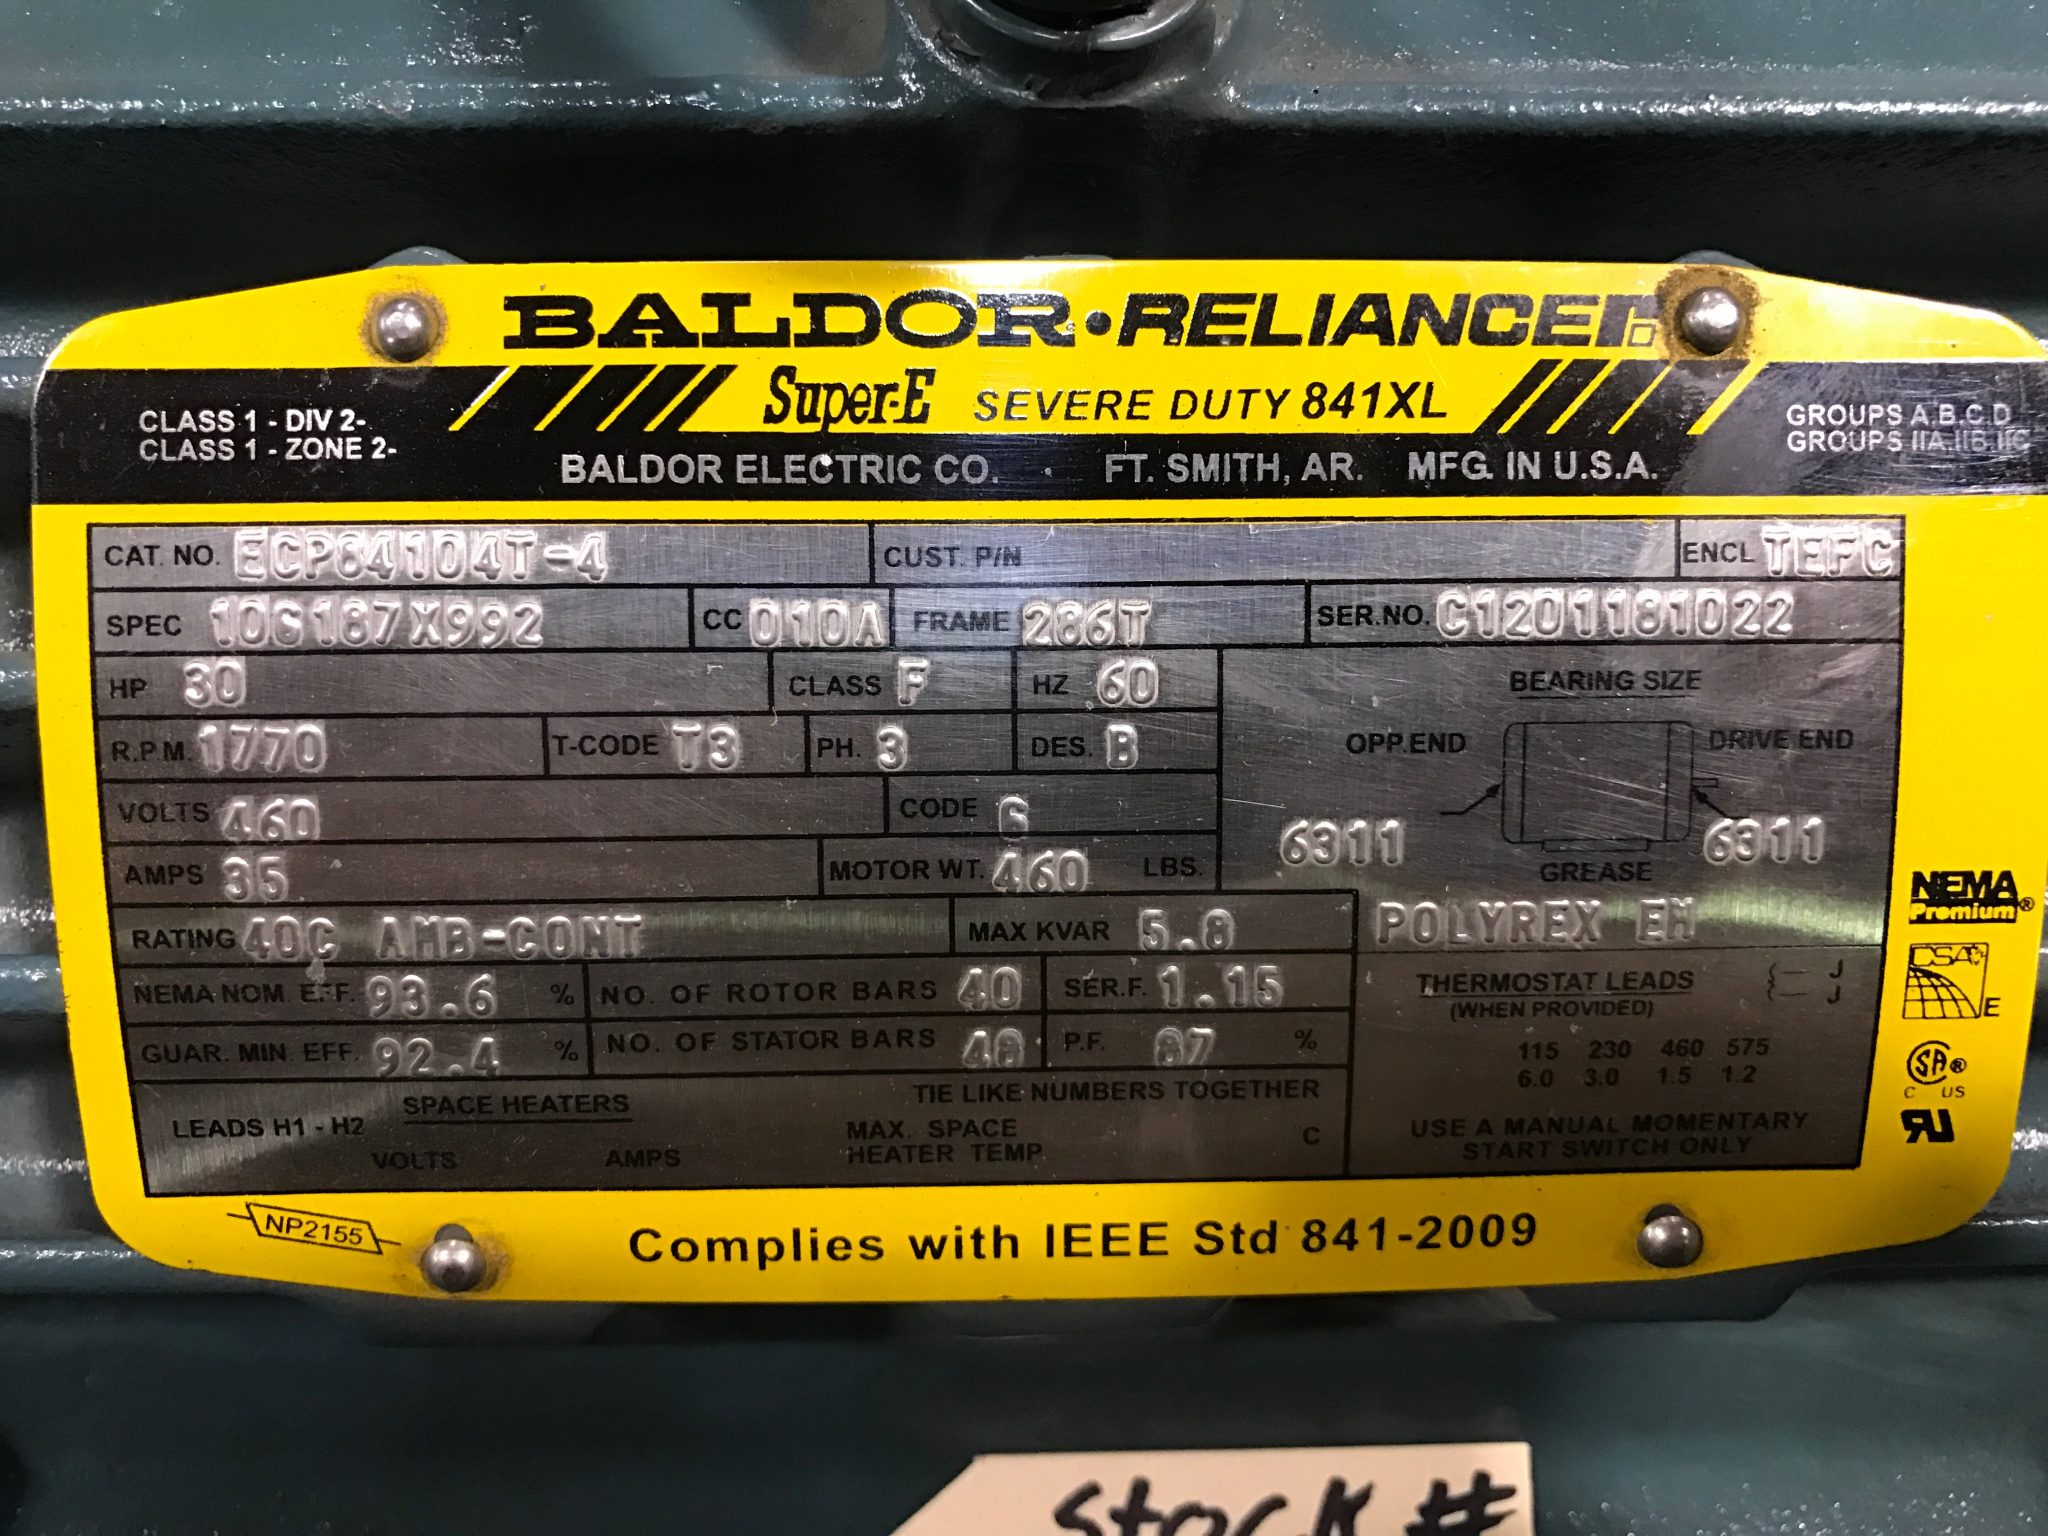 BALDOR • RELIANCER
Super-E SEVERE DUTY 841XL
CLASS 1 - DIV 2-
CLASS 1 - ZONE 2-
GROUPS A.B.C D
GROUPS IIA.IIB.IIC
BALDOR ELECTRIC CO. · FT. SMITH, AR. MFG. IN U.S.A.
CAT. NO. ECP84104T-4 CUST. P/N ENCL TEFC
SPEC 10G187X992 CC 010A FRAME 286T SER.NO. C1201181022
HP 30 CLASS F HZ 60
R.P.M. 1770 T-CODE T3 PH. 3 DES. B
VOLTS 460 CODE G
AMPS 35 MOTOR WT. 460 LBS.
BEARING SIZE
OPP.END DRIVE END
6311 6311
GREASE
POLYREX EM
RATING 40C AMB-CONT MAX KVAR 5.8
NEMA NOM. EFF. 93.6 % NO. OF ROTOR BARS 40 SER.F. 1.15
GUAR. MIN. EFF. 92.4 % NO. OF STATOR BARS 48 P.F. 87 %
THERMOSTAT LEADS J
(WHEN PROVIDED) J
115 230 460 575
6.0 3.0 1.5 1.2
USE A MANUAL MOMENTARY
START SWITCH ONLY
SPACE HEATERS TIE LIKE NUMBERS TOGETHER
LEADS H1 - H2 MAX. SPACE C
VOLTS AMPS HEATER TEMP
NEMA
Premium®
CSA
E
SA®
C US
RU
NP2155
Complies with IEEE Std 841-2009
Stock #